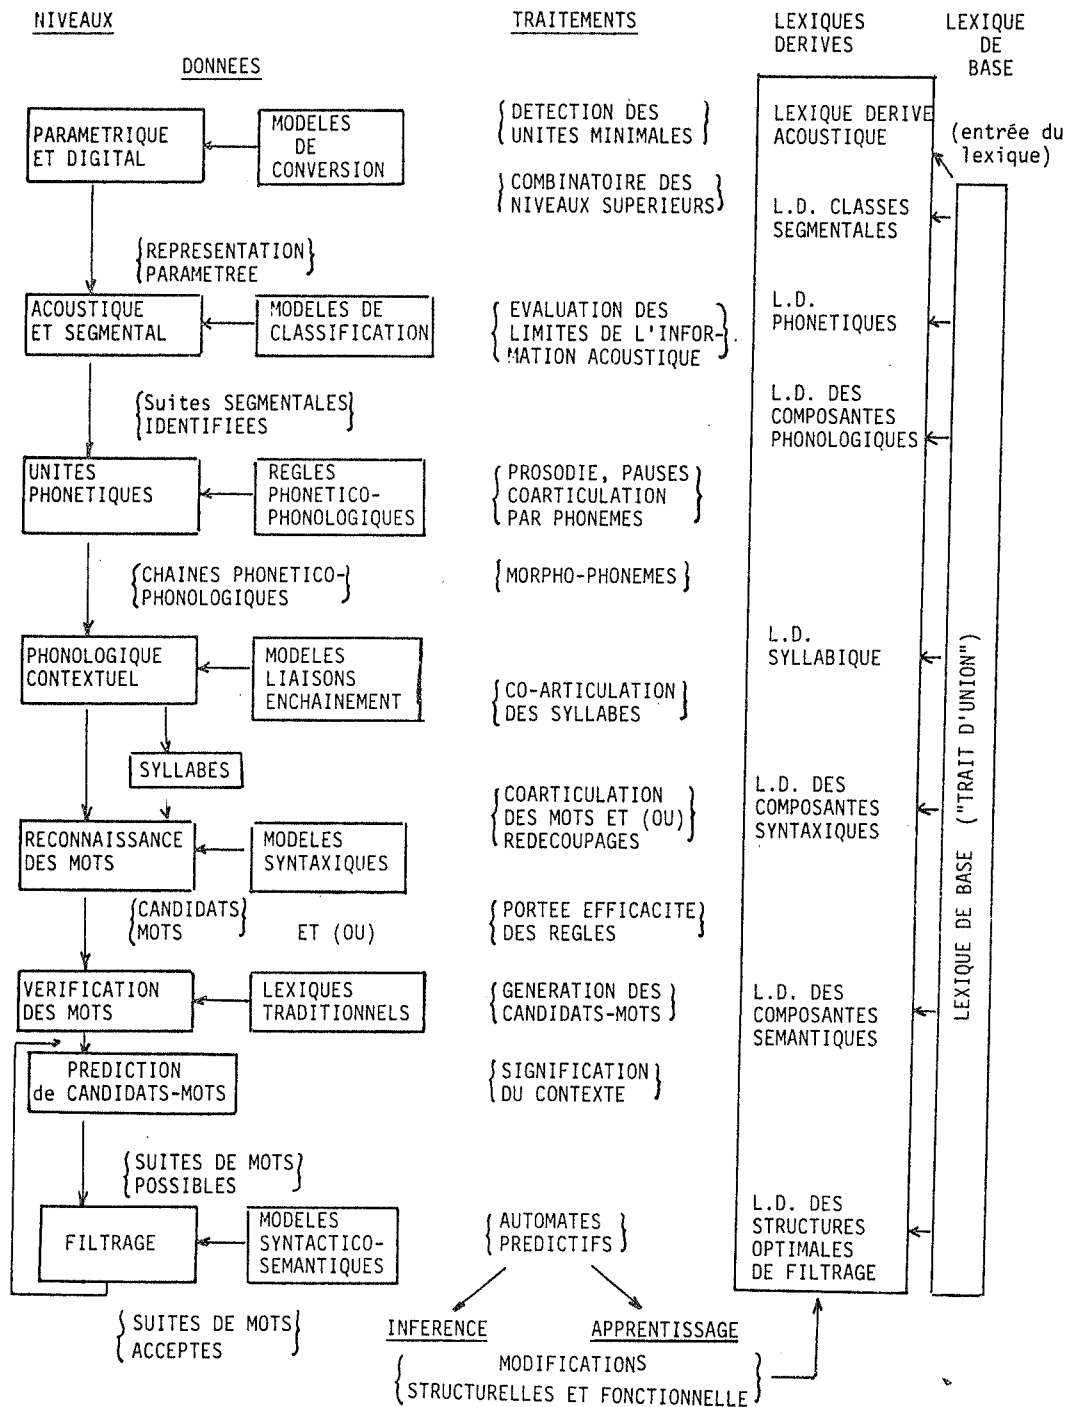 NIVEAUX
DONNEES
TRAITEMENTS
LEXIQUES
DERIVES
LEXIQUE
DE
BASE
PARAMETRIQUE
ET DIGITAL
MODELES
DE
CONVERSION
DETECTION DES
UNITES MINIMALES
LEXIQUE DERIVE
ACOUSTIQUE
(entrée du
lexique)
COMBINATOIRE DES
NIVEAUX SUPERIEURS
L.D. CLASSES
SEGMENTALES
REPRESENTATION
PARAMETREE
ACOUSTIQUE
ET SEGMENTAL
MODELES DE
CLASSIFICATION
EVALUATION DES
LIMITES DE L'INFOR-
MATION ACOUSTIQUE
L.D.
PHONETIQUES
Suites SEGMENTALES
IDENTIFIEES
L.D. DES
COMPOSANTES
PHONOLOGIQUES
UNITES
PHONETIQUES
REGLES
PHONETICO-
PHONOLOGIQUES
PROSODIE, PAUSES
COARTICULATION
PAR PHONEMES
CHAINES PHONETICO-
PHONOLOGIQUES
MORPHO-PHONEMES
PHONOLOGIQUE
CONTEXTUEL
MODELES
LIAISONS
ENCHAINEMENT
L.D.
SYLLABIQUE
CO-ARTICULATION
DES SYLLABES
SYLLABES
COARTICULATION
DES MOTS ET (OU)
REDECOUPAGES
L.D. DES
COMPOSANTES
SYNTAXIQUES
LEXIQUE DE BASE ("TRAIT D'UNION")
RECONNAISSANCE
DES MOTS
MODELES
SYNTAXIQUES
CANDIDATS
MOTS
ET (OU)
PORTEE EFFICACITE
DES REGLES
VERIFICATION
DES MOTS
LEXIQUES
TRADITIONNELS
GENERATION DES
CANDIDATS-MOTS
L.D. DES
COMPOSANTES
SEMANTIQUES
PREDICTION
de CANDIDATS-MOTS
SIGNIFICATION
DU CONTEXTE
SUITES DE MOTS
POSSIBLES
FILTRAGE
MODELES
SYNTACTICO-
SEMANTIQUES
AUTOMATES
PREDICTIFS
L.D. DES
STRUCTURES
OPTIMALES
DE FILTRAGE
SUITES DE MOTS
ACCEPTES
INFERENCE
APPRENTISSAGE
MODIFICATIONS
STRUCTURELLES ET FONCTIONNELLE